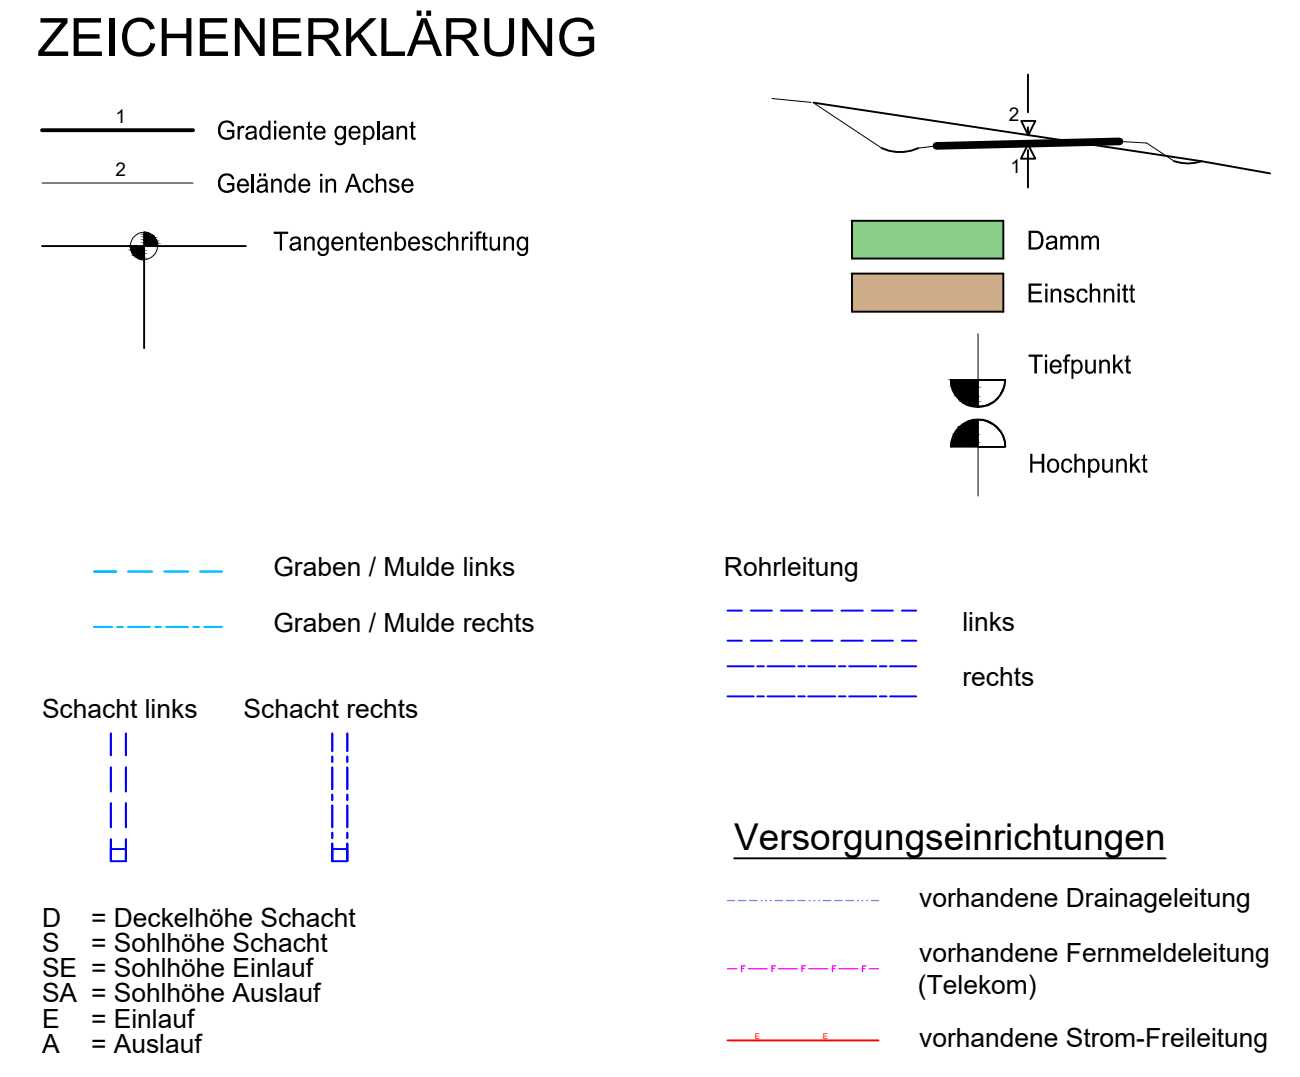 ZEICHENERKLÄRUNG
1
Gradiente geplant
2
Gelände in Achse
Tangentenbeschriftung
2
1
Damm
Einschnitt
Tiefpunkt
Hochpunkt
Graben / Mulde links
Graben / Mulde rechts
Rohrleitung
links
rechts
Schacht links Schacht rechts
D = Deckelhöhe Schacht
S = Sohlhöhe Schacht
SE = Sohlhöhe Einlauf
SA = Sohlhöhe Auslauf
E = Einlauf
A = Auslauf
Versorgungseinrichtungen
vorhandene Drainageleitung
F F F F F
vorhandene Fernmeldeleitung
(Telekom)
E E
vorhandene Strom-Freileitung